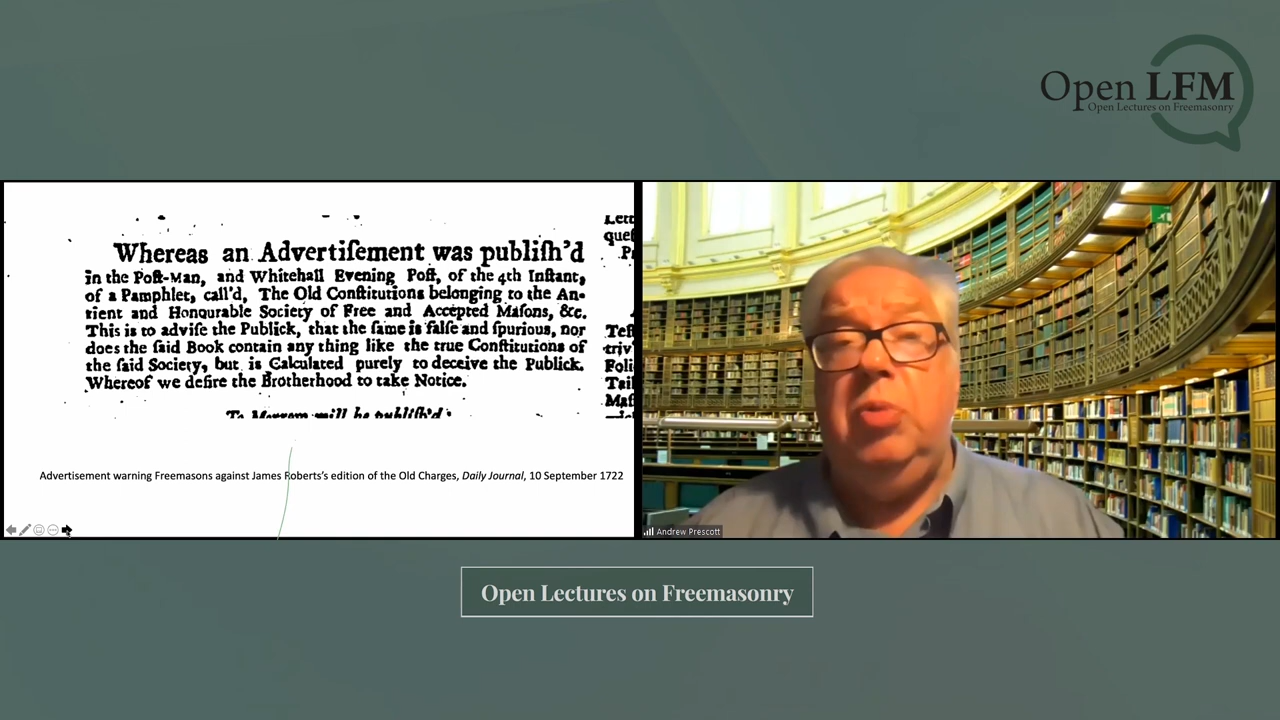 Open LFM
Open Lectures on Freemasonry
Whereas an Advertiſement was publiſh'd
in the Poſt-Man, and Whitehall Evening Poſt, of the 4th Inſtant,
of a Pamphlet, call'd, The Old Conſtitutions belonging to the An-
tient and Honourable Society of Free and Accepted Maſons, &c.
This is to adviſe the Publick, that the ſame is falſe and ſpurious, nor
does the ſaid Book contain any thing like the true Conſtitutions of
the ſaid Society, but is Calculated purely to deceive the Publick.
Whereof we deſire the Brotherhood to take Notice.
To Morrow will be publiſh'd
Advertisement warning Freemasons against James Roberts's edition of the Old Charges, Daily Journal, 10 September 1722
Andrew Prescott
Open Lectures on Freemasonry